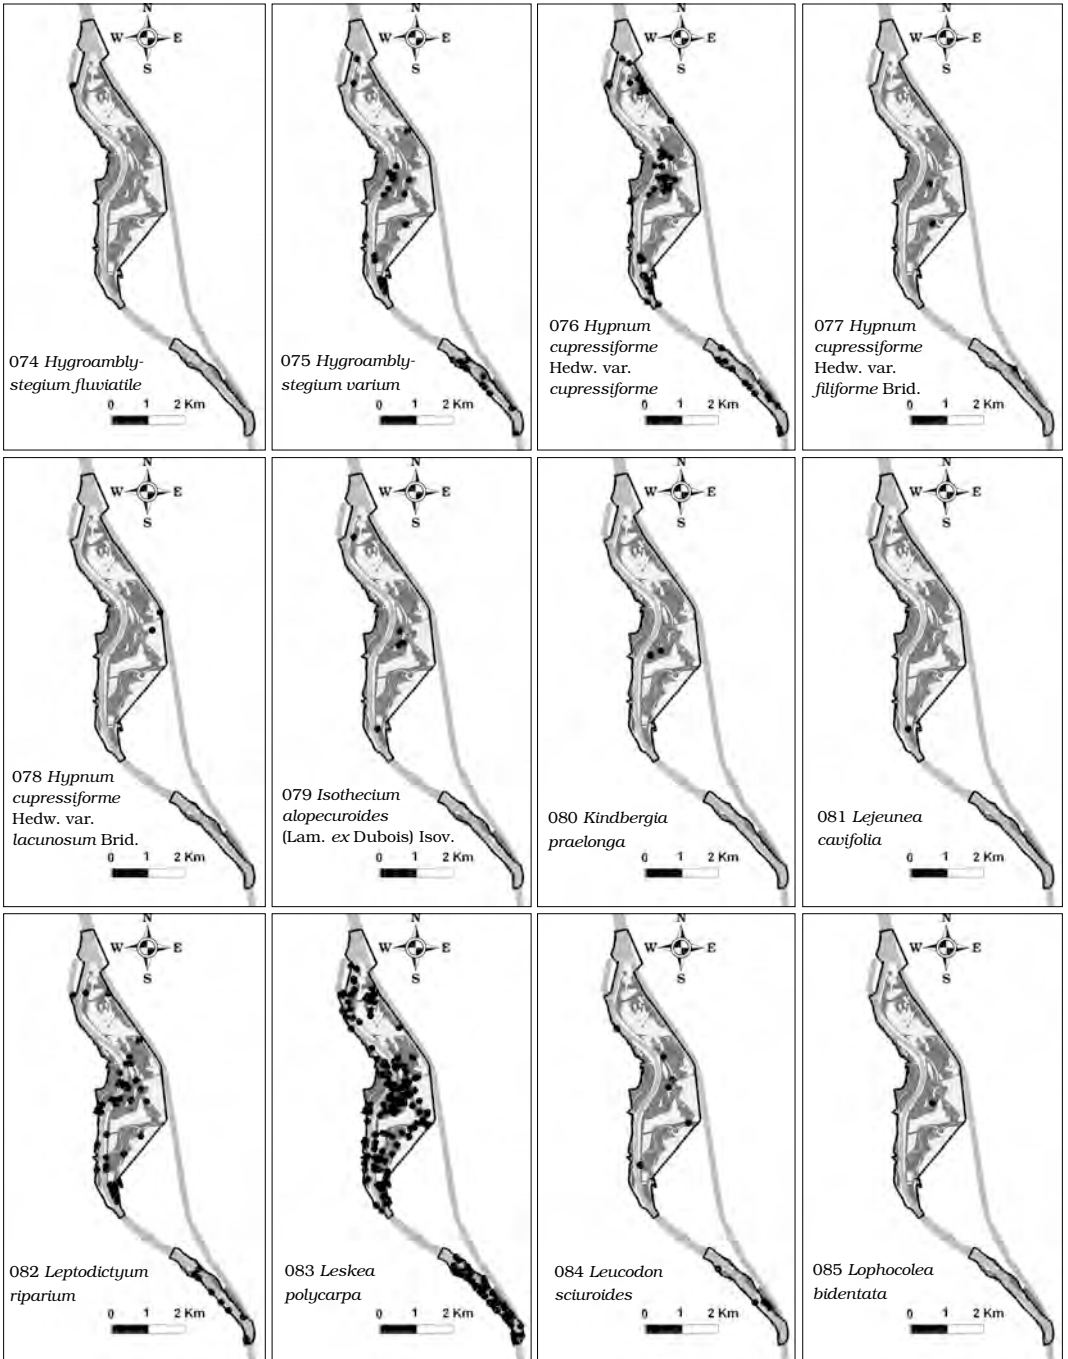 N
W E
S
074 Hygroambly-
stegium fluviatile
0 1 2 Km
N
W E
S
075 Hygroambly-
stegium varium
0 1 2 Km
N
W E
S
076 Hypnum
cupressiforme
Hedw. var.
cupressiforme
0 1 2 Km
N
W E
S
077 Hypnum
cupressiforme
Hedw. var.
filiforme Brid.
0 1 2 Km
N
W E
S
078 Hypnum
cupressiforme
Hedw. var.
lacunosum Brid.
0 1 2 Km
N
W E
S
079 Isothecium
alopecuroides
(Lam. ex Dubois) Isov.
0 1 2 Km
N
W E
S
080 Kindbergia
praelonga
0 1 2 Km
N
W E
S
081 Lejeunea
cavifolia
0 1 2 Km
N
W E
S
082 Leptodictyum
riparium
0 1 2 Km
N
W E
S
083 Leskea
polycarpa
0 1 2 Km
N
W E
S
084 Leucodon
sciuroides
0 1 2 Km
N
W E
S
085 Lophocolea
bidentata
0 1 2 Km